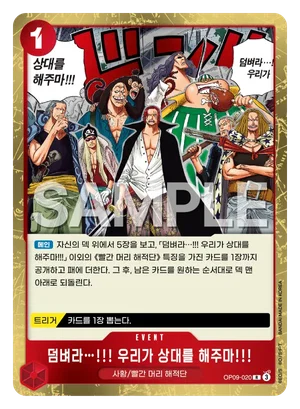 1
상대를
해주마!!!
덤벼라…!!!
우리가
SAMPLE
메인 자신의 덱 위에서 5장을 보고, 「덤벼라…!!! 우리가 상대를
해주마!!!」 이외의 《빨간 머리 해적단》 특징을 가진 카드를 1장까지
공개하고 패에 더한다. 그 후, 남은 카드를 원하는 순서대로 덱 맨
아래로 되돌린다.
트리거 카드를 1장 뽑는다.
EVENT
덤벼라…!!! 우리가 상대를 해주마!!!
사황/빨간 머리 해적단
OP09-020 R 3